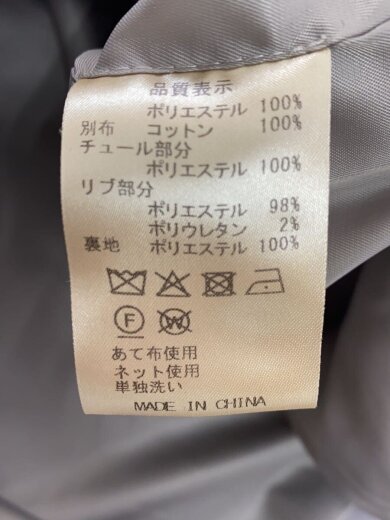 品質表示
ポリエステル 100%
別布 コットン 100%
チュール部分
ポリエステル 100%
リブ部分
ポリエステル 98%
ポリウレタン 2%
裏地 ポリエステル 100%
F W
あて布使用
ネット使用
単独洗い
MADE IN CHINA